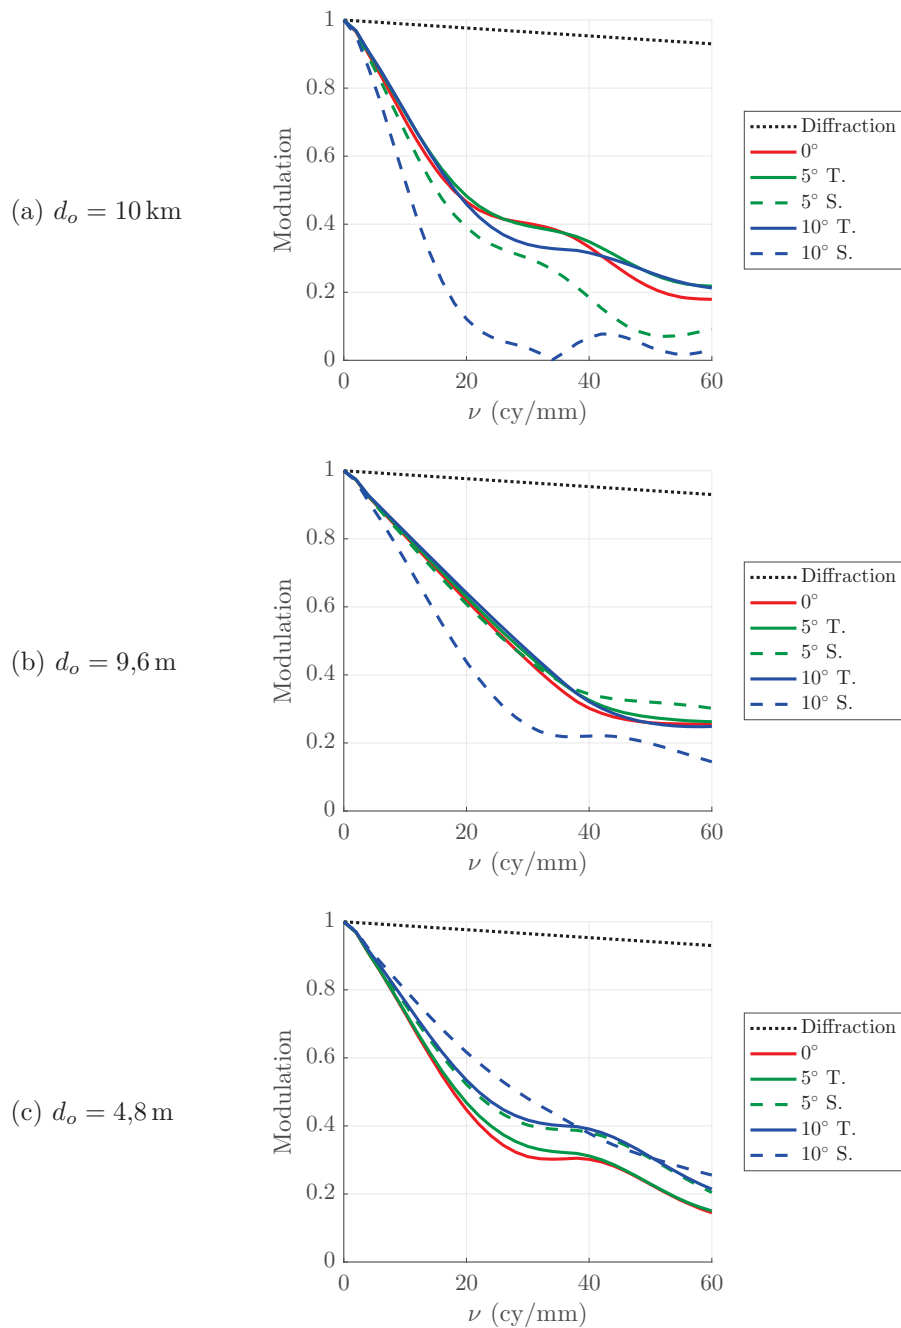 1
0.8
0.6
0.4
0.2
0
Modulation
0 20 40 60
ν (cy/mm)
(a) dₒ = 10 km
Diffraction
0°
5° T.
5° S.
10° T.
10° S.
1
0.8
0.6
0.4
0.2
0
Modulation
0 20 40 60
ν (cy/mm)
(b) dₒ = 9,6 m
Diffraction
0°
5° T.
5° S.
10° T.
10° S.
1
0.8
0.6
0.4
0.2
0
Modulation
0 20 40 60
ν (cy/mm)
(c) dₒ = 4,8 m
Diffraction
0°
5° T.
5° S.
10° T.
10° S.